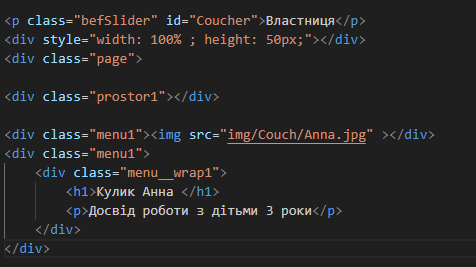 <p class="befSlider" id="Coucher">Властниця</p>
<div style="width: 100% ; height: 50px;"></div>
<div class="page">
<div class="prostor1"></div>
<div class="menu1"><img src="img/Couch/Anna.jpg" ></div>
<div class="menu1">
<div class="menu__wrap1">
<h1>Кулик Анна </h1>
<p>Досвід роботи з дітьми 3 роки</p>
</div>
</div>